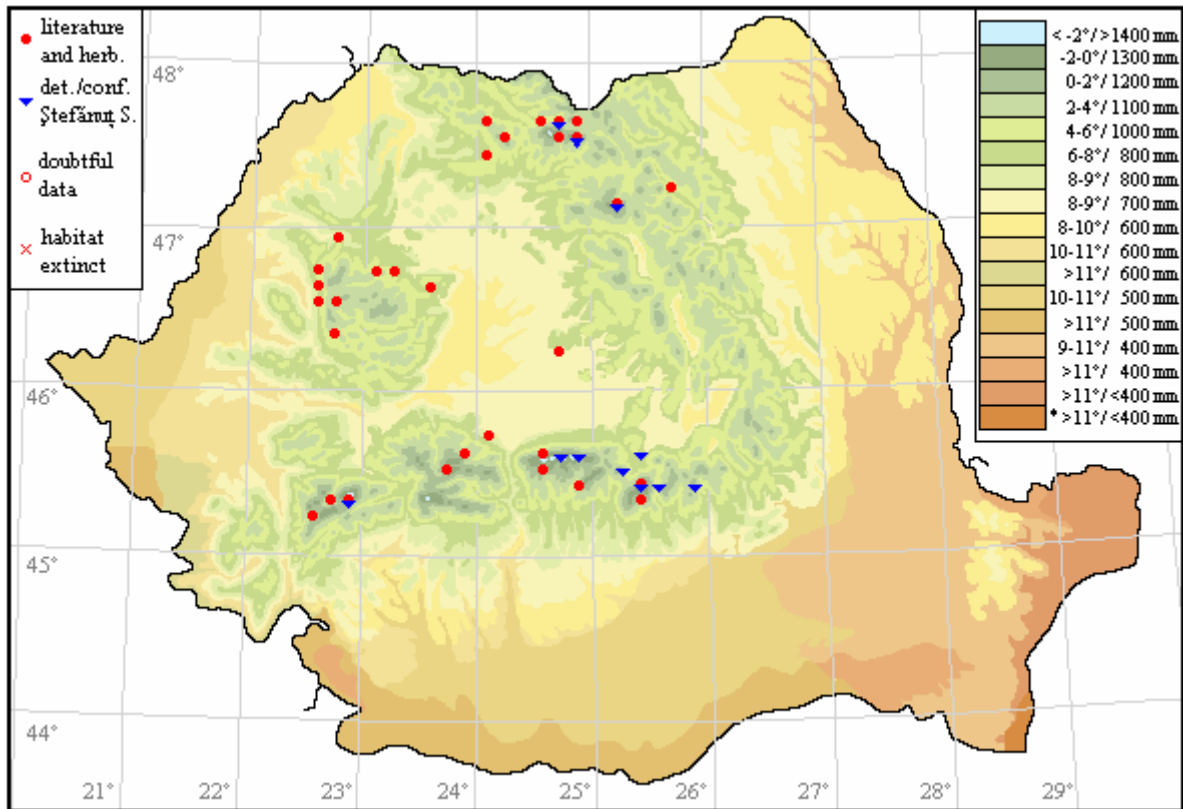 literature
and herb.
det./conf.
Ştefănuţ S.
doubtful
data
habitat
extinct
< -2°/>1400 mm
-2-0°/ 1300 mm
0-2°/ 1200 mm
2-4°/ 1100 mm
4-6°/ 1000 mm
6-8°/ 800 mm
8-9°/ 800 mm
8-9°/ 700 mm
8-10°/ 600 mm
10-11°/ 600 mm
>11°/ 600 mm
10-11°/ 500 mm
>11°/ 500 mm
9-11°/ 400 mm
>11°/ 400 mm
>11°/<400 mm
* >11°/<400 mm
48°
47°
46°
45°
44°
21° 22° 23° 24° 25° 26° 27° 28° 29°